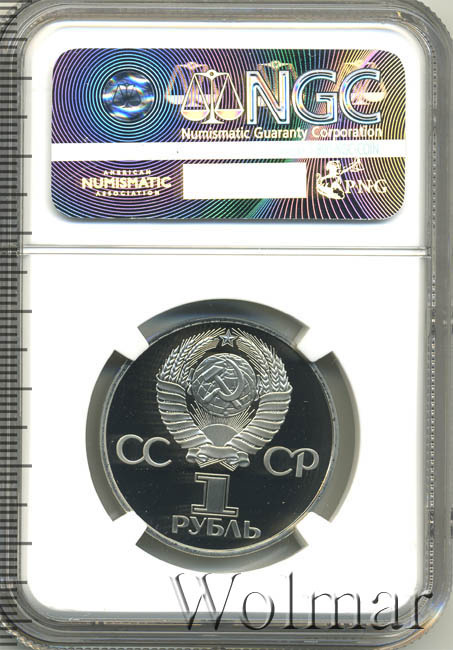 NGC
Numismatic Guaranty Corporation
AMERICAN
NUMISMATIC
ASSOCIATION
PNG
СС СР
1
РУБЛЬ
Wolmar